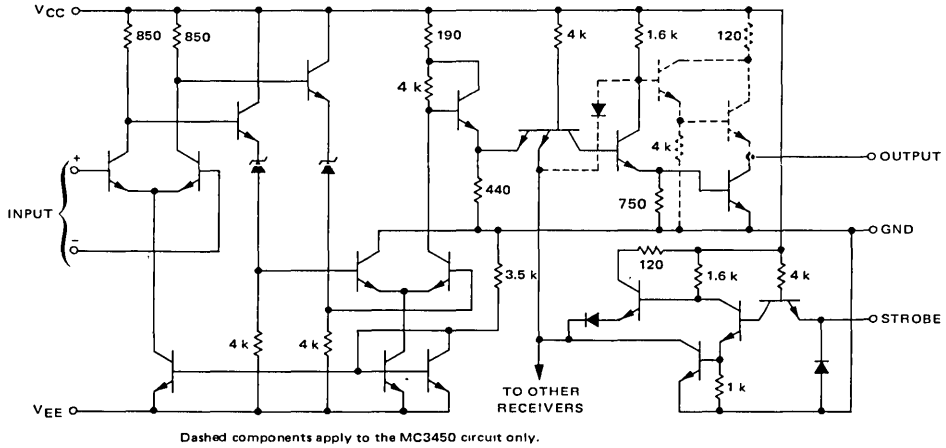 VCC
850
850
190
4 k
1.6 k
120
4 k
4 k
+
INPUT
−
440
750
OUTPUT
GND
3.5 k
120
1.6 k
4 k
STROBE
4 k
4 k
1 k
TO OTHER
RECEIVERS
VEE
Dashed components apply to the MC3450 circuit only.